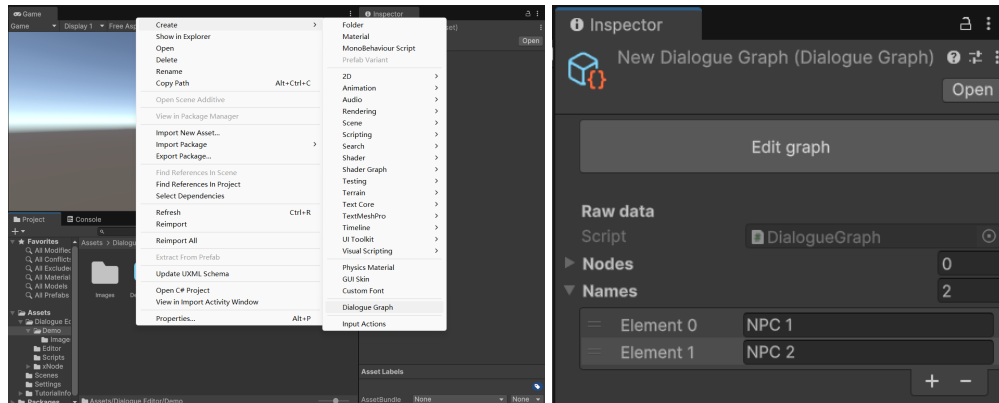 Game
Inspector
Game
Display 1
Free Asp
Open
Create
Show in Explorer
Open
Delete
Rename
Copy Path Alt+Ctrl+C
Open Scene Additive
View in Package Manager
Import New Asset...
Import Package
Export Package...
Find References In Scene
Find References In Project
Select Dependencies
Refresh Ctrl+R
Reimport
Reimport All
Extract From Prefab
Update UXML Schema
Open C# Project
View in Import Activity Window
Properties... Alt+P
Folder
Material
MonoBehaviour Script
Prefab Variant
2D
Animation
Audio
Rendering
Scene
Scripting
Search
Shader
Shader Graph
Testing
Terrain
Text Core
TextMeshPro
Timeline
UI Toolkit
Visual Scripting
Physics Material
GUI Skin
Custom Font
Dialogue Graph
Input Actions
Project
Console
Favorites
All Modified
All Conflicts
All Excluded
All Material
All Models
All Prefabs
Assets
Dialogue Ed
Demo
Image
Editor
Scripts
xNode
Scenes
Settings
TutorialInfo
Packages
Assets > Dialogu
Images
De
Assets/Dialogue Editor/Demo
Asset Labels
AssetBundle None None
Inspector
New Dialogue Graph (Dialogue Graph)
Open
Edit graph
Raw data
Script DialogueGraph
Nodes 0
Names 2
Element 0 NPC 1
Element 1 NPC 2